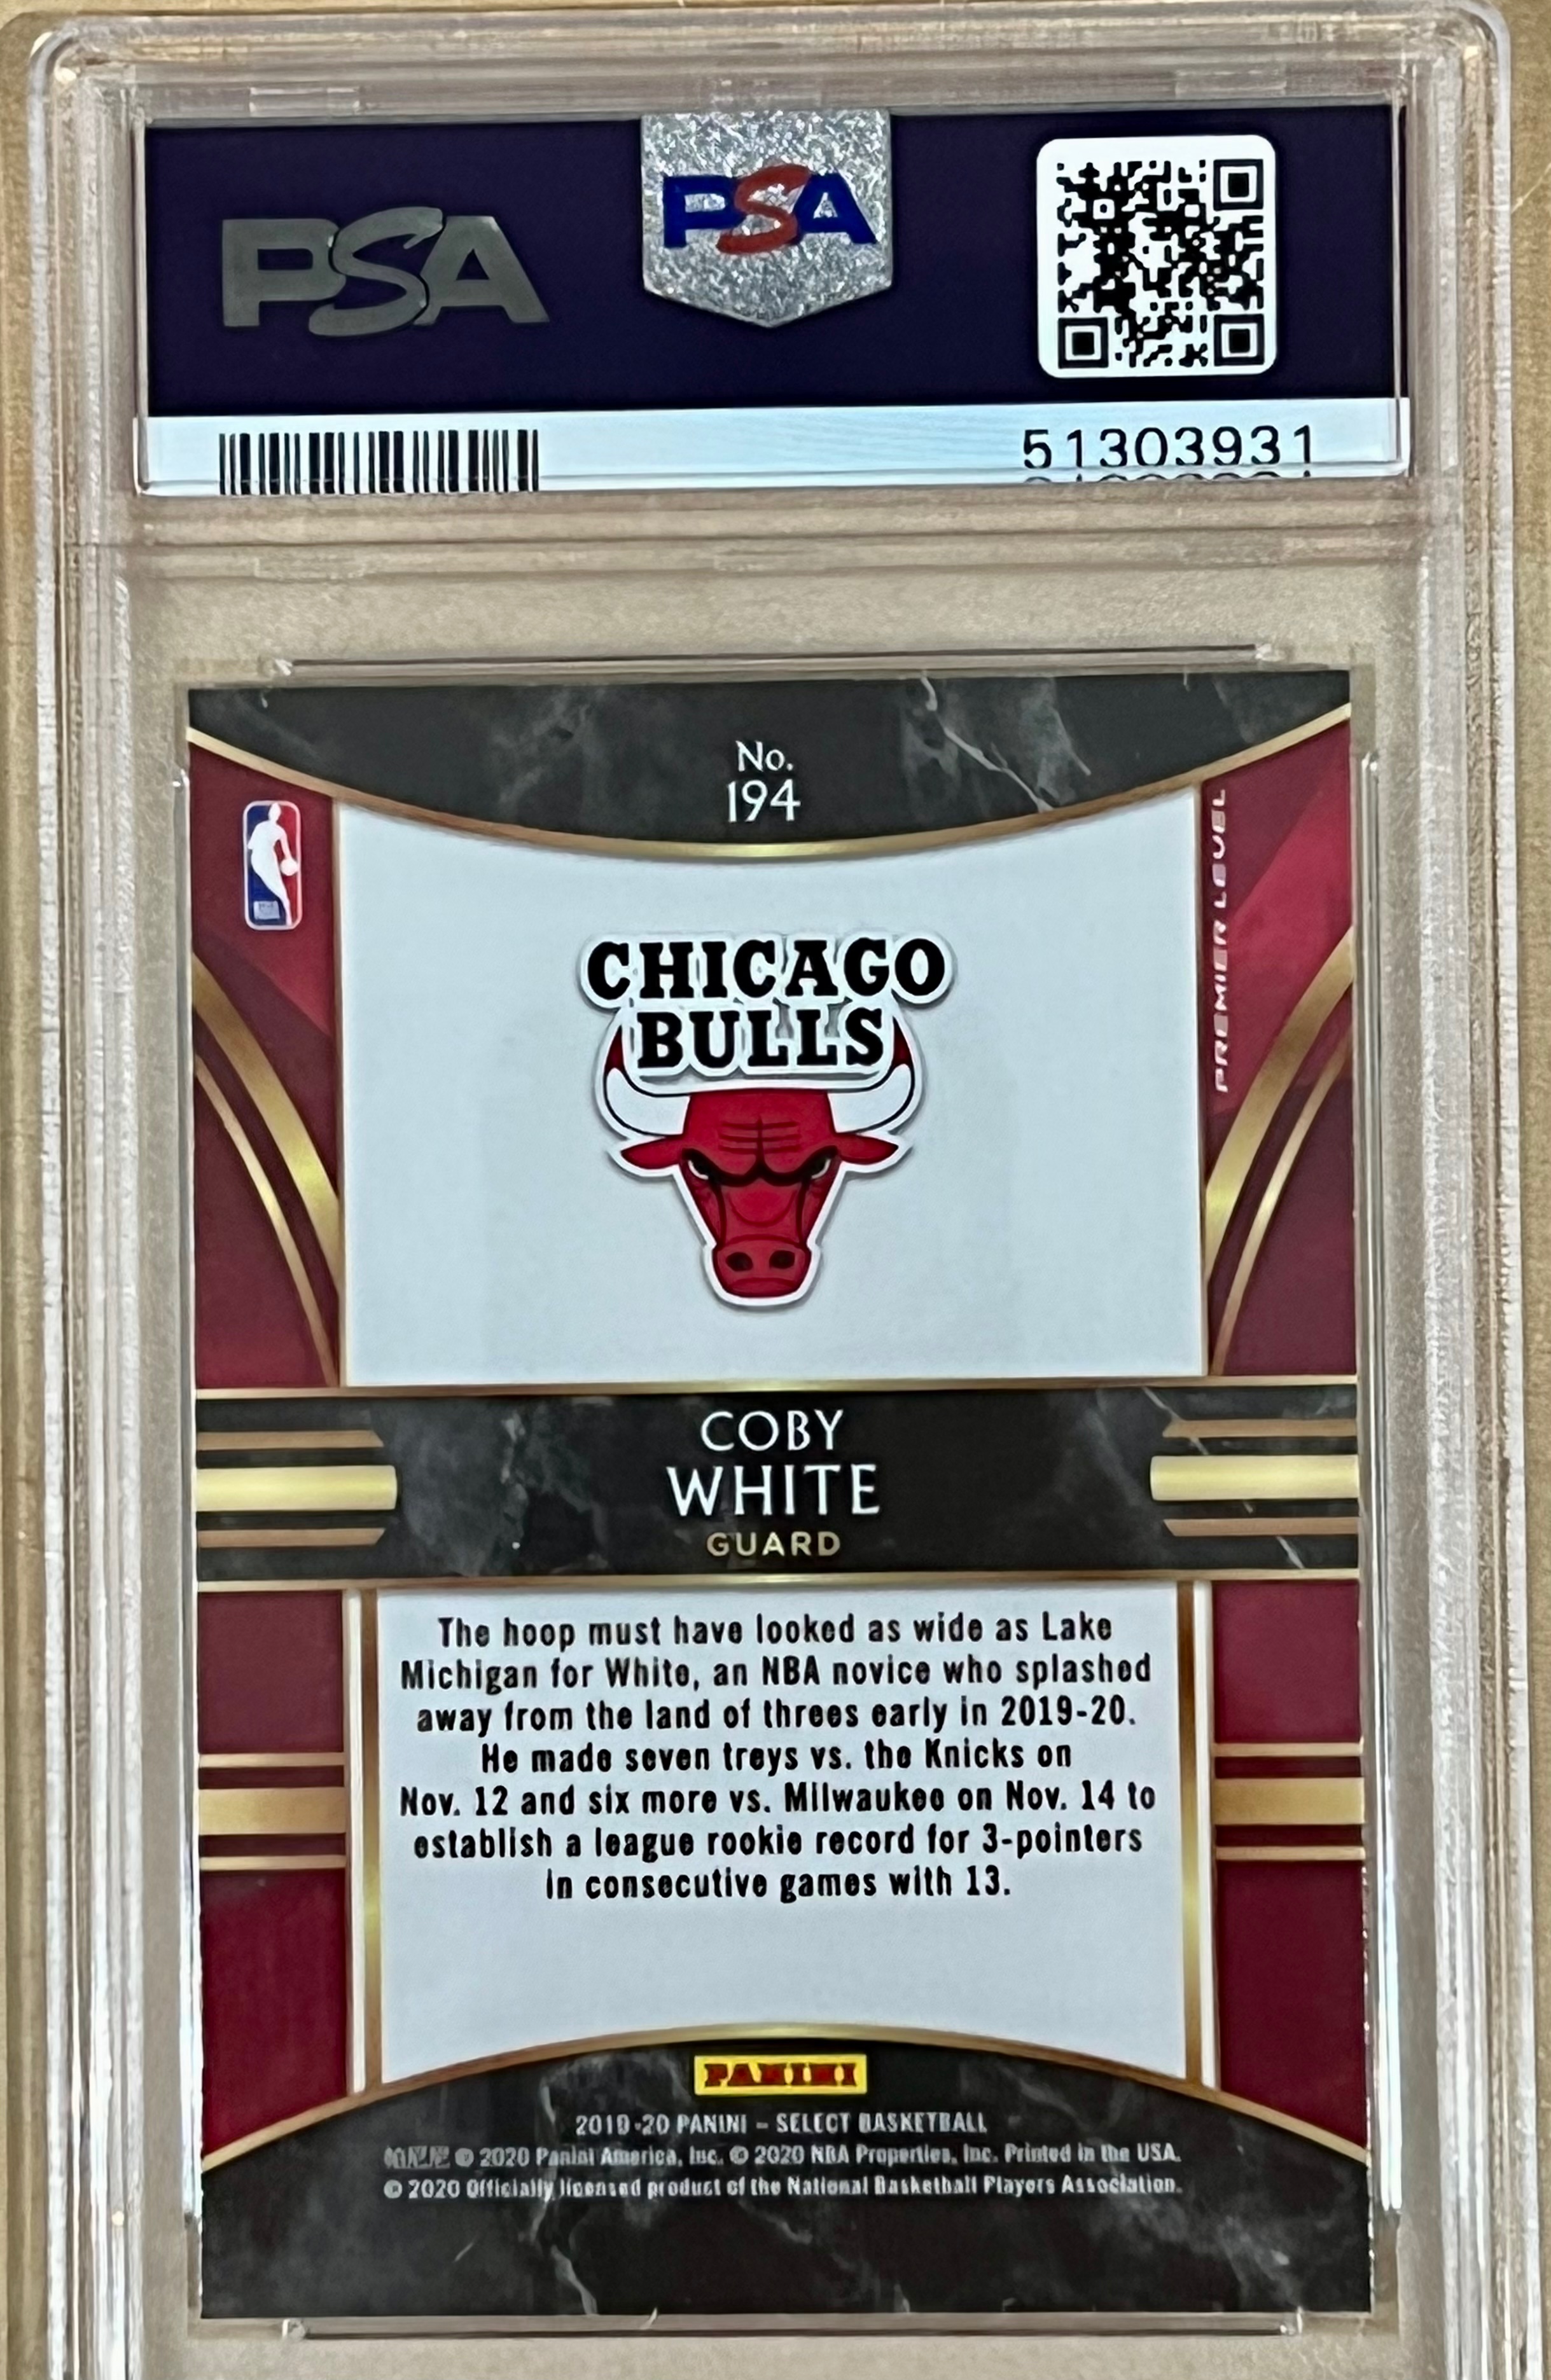 PSA
PSA
51303931
No.
194
PREMIER LEVEL
CHICAGO
BULLS
COBY
WHITE
GUARD
The hoop must have looked as wide as Lake
Michigan for White, an NBA novice who splashed
away from the land of threes early in 2019-20.
He made seven treys vs. the Knicks on
Nov. 12 and six more vs. Milwaukee on Nov. 14 to
establish a league rookie record for 3-pointers
in consecutive games with 13.
PANINI
2019-20 PANINI – SELECT BASKETBALL
© 2020 Panini America, Inc. © 2020 NBA Properties, Inc. Printed in the USA.
© 2020 Officially licensed product of the National Basketball Players Association.